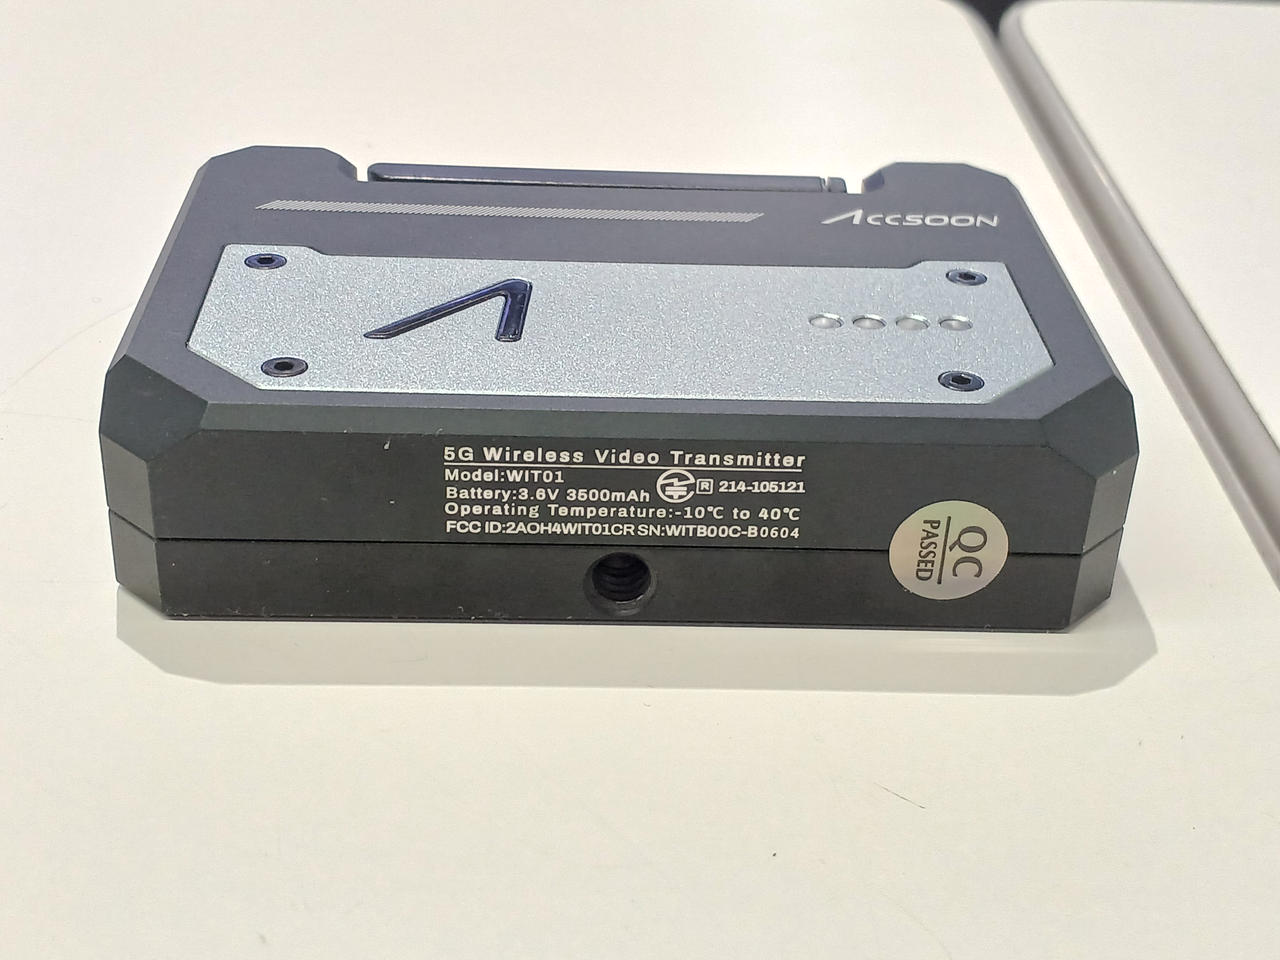 ACCSOON
5G Wireless Video Transmitter
Model:WIT01
Battery:3.6V 3500mAh R 214-105121
Operating Temperature:-10℃ to 40℃
FCC ID:2AOH4WIT01CR SN:WITB00C-B0604
QC
PASSED